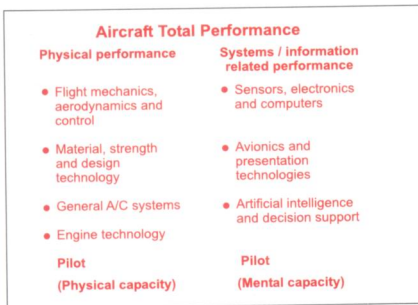 Aircraft Total Performance
Physical performance
● Flight mechanics,
aerodynamics and
control
● Material, strength
and design
technology
● General A/C systems
● Engine technology
Pilot
(Physical capacity)
Systems / information
related performance
● Sensors, electronics
and computers
● Avionics and
presentation
technologies
● Artificial intelligence
and decision support
Pilot
(Mental capacity)